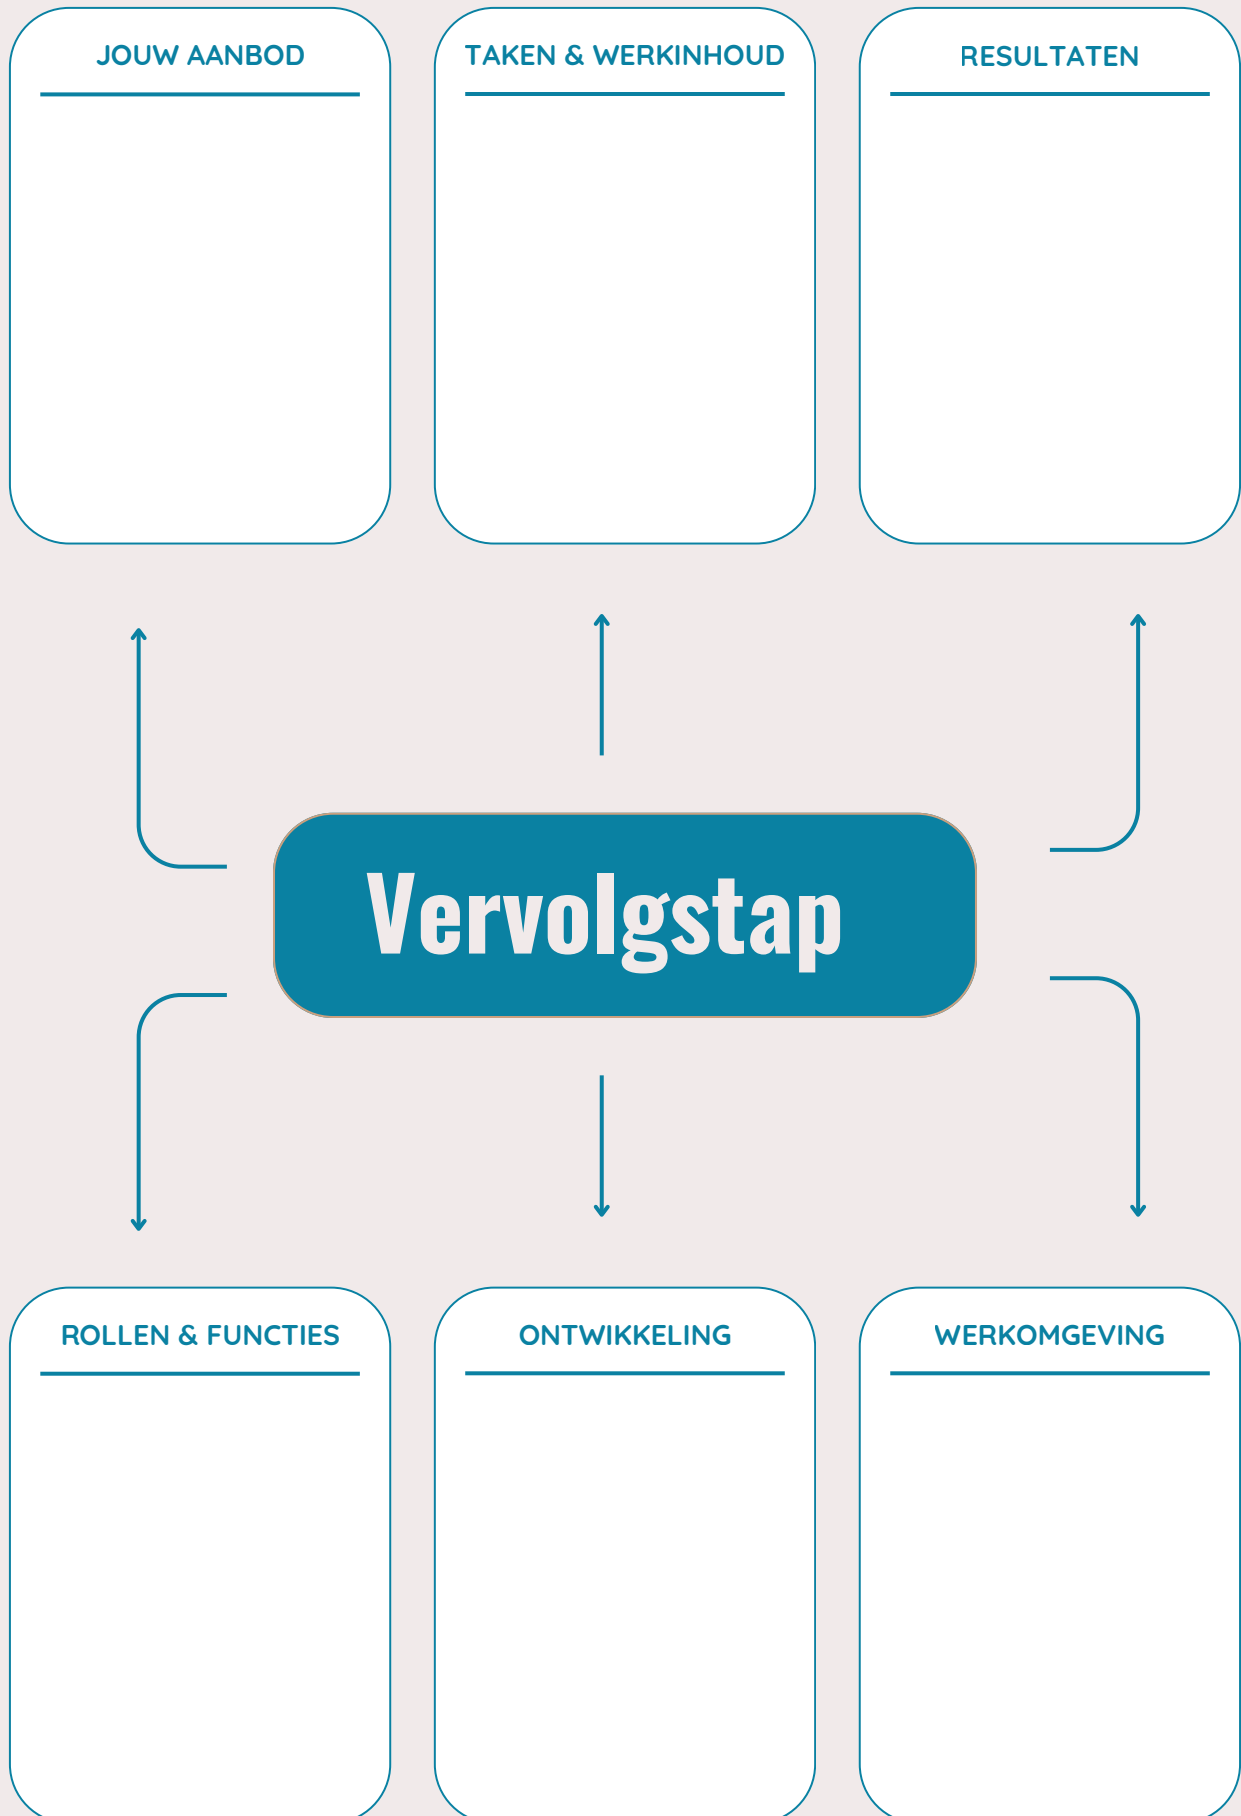 JOUW AANBOD
TAKEN & WERKINHOUD
RESULTATEN
Vervolgstap
ROLLEN & FUNCTIES
ONTWIKKELING
WERKOMGEVING